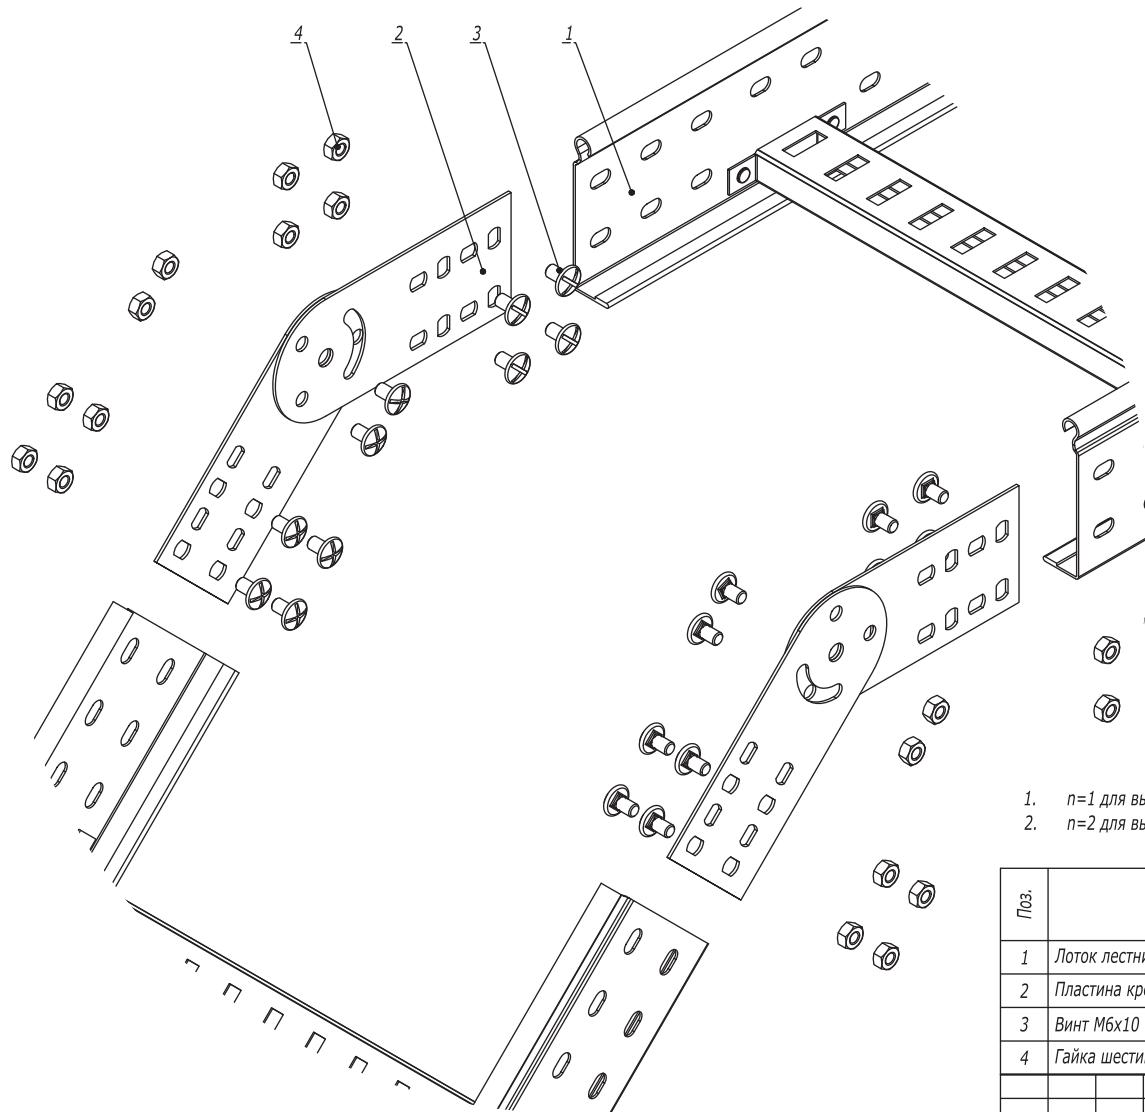 4 2 3 1
1. n=1 для вы
2. n=2 для вы
Поз.
1 Лоток лестни
2 Пластина кре
3 Винт М6х10
4 Гайка шести